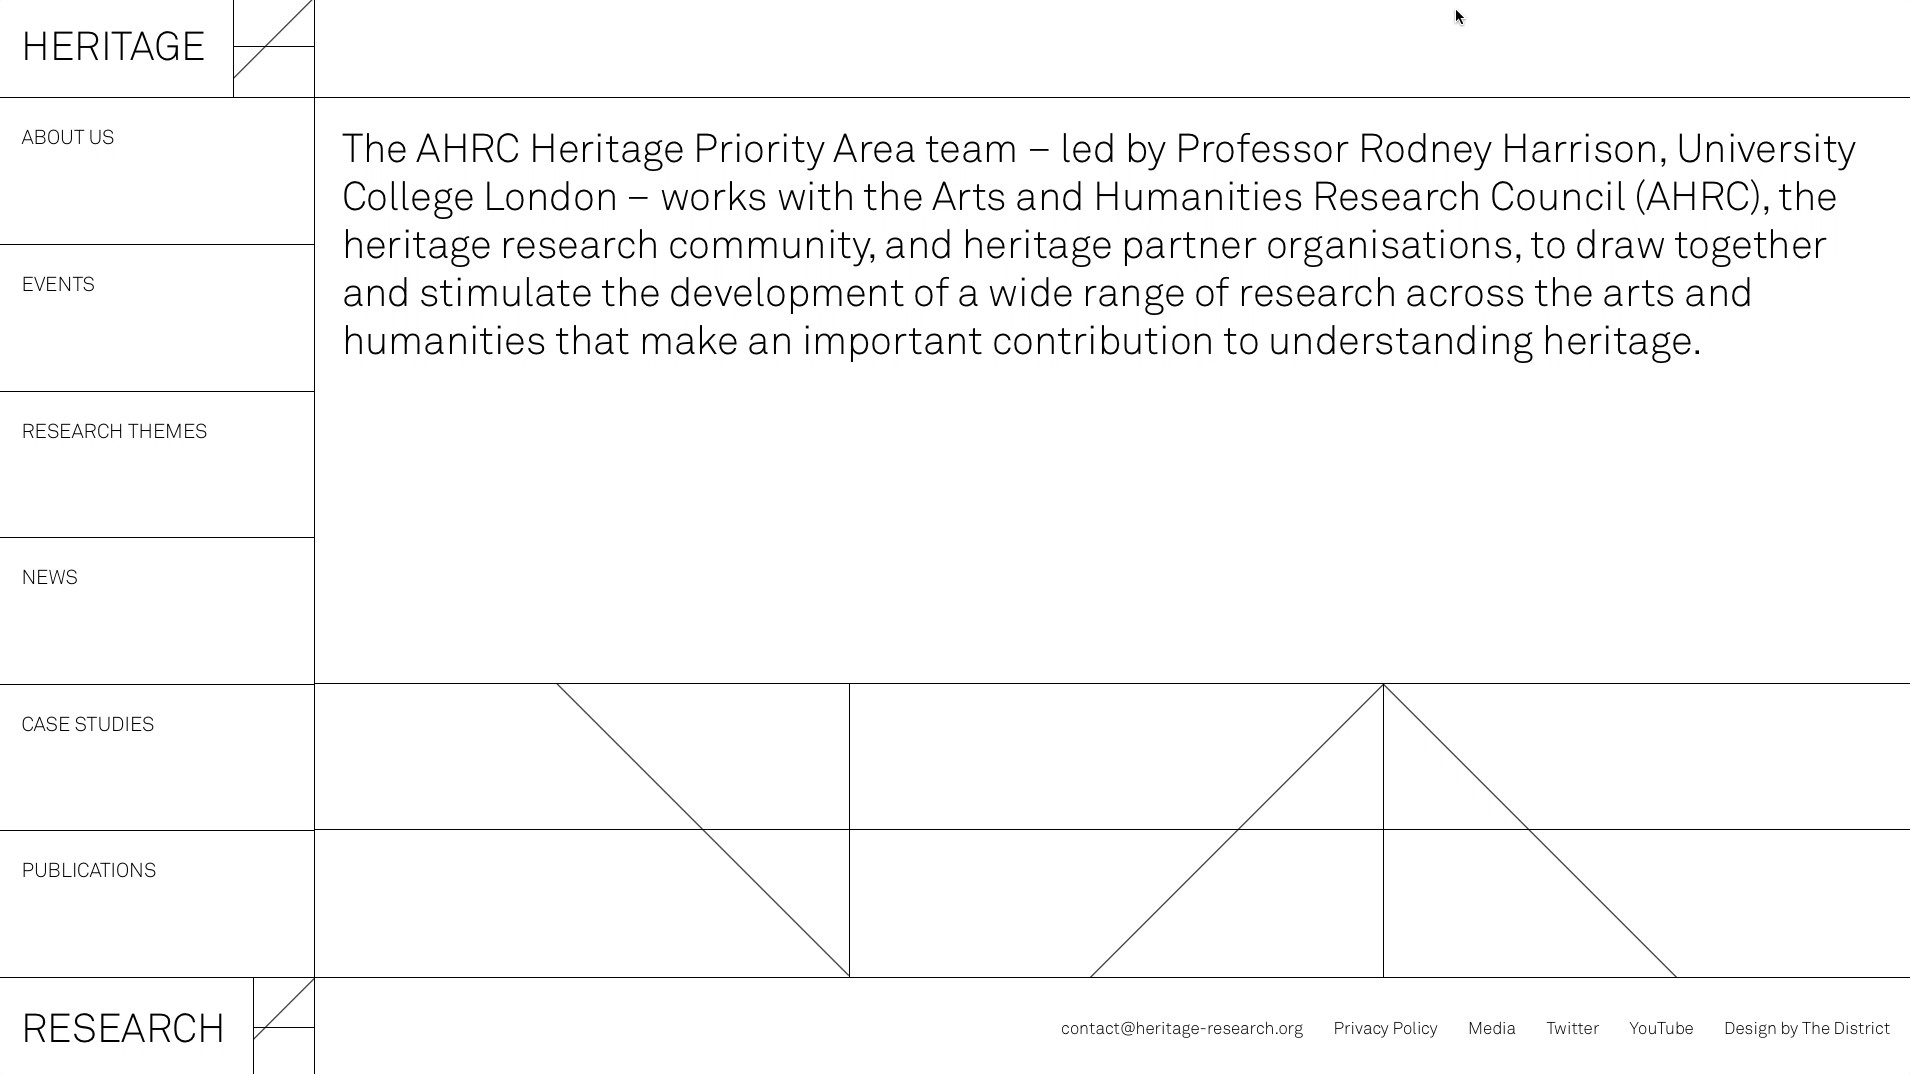 HERITAGE
ABOUT US
EVENTS
RESEARCH THEMES
NEWS
CASE STUDIES
PUBLICATIONS
RESEARCH
The AHRC Heritage Priority Area team – led by Professor Rodney Harrison, University
College London – works with the Arts and Humanities Research Council (AHRC), the
heritage research community, and heritage partner organisations, to draw together
and stimulate the development of a wide range of research across the arts and
humanities that make an important contribution to understanding heritage.
contact@heritage-research.org Privacy Policy Media Twitter YouTube Design by The District